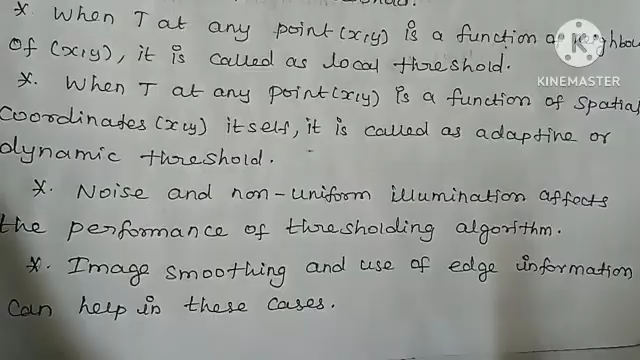 *. When T at any point (x,y) is a function of neighbou
of (x,y), it is called as local threshold.
*. When T at any point (x,y) is a function of spatial
coordinates (x,y) itself, it is called as adaptive or
dynamic threshold.
*. Noise and non-uniform illumination affects
the performance of thresholding algorithm.
*. Image smoothing and use of edge information
can help in these cases.
KINEMASTER